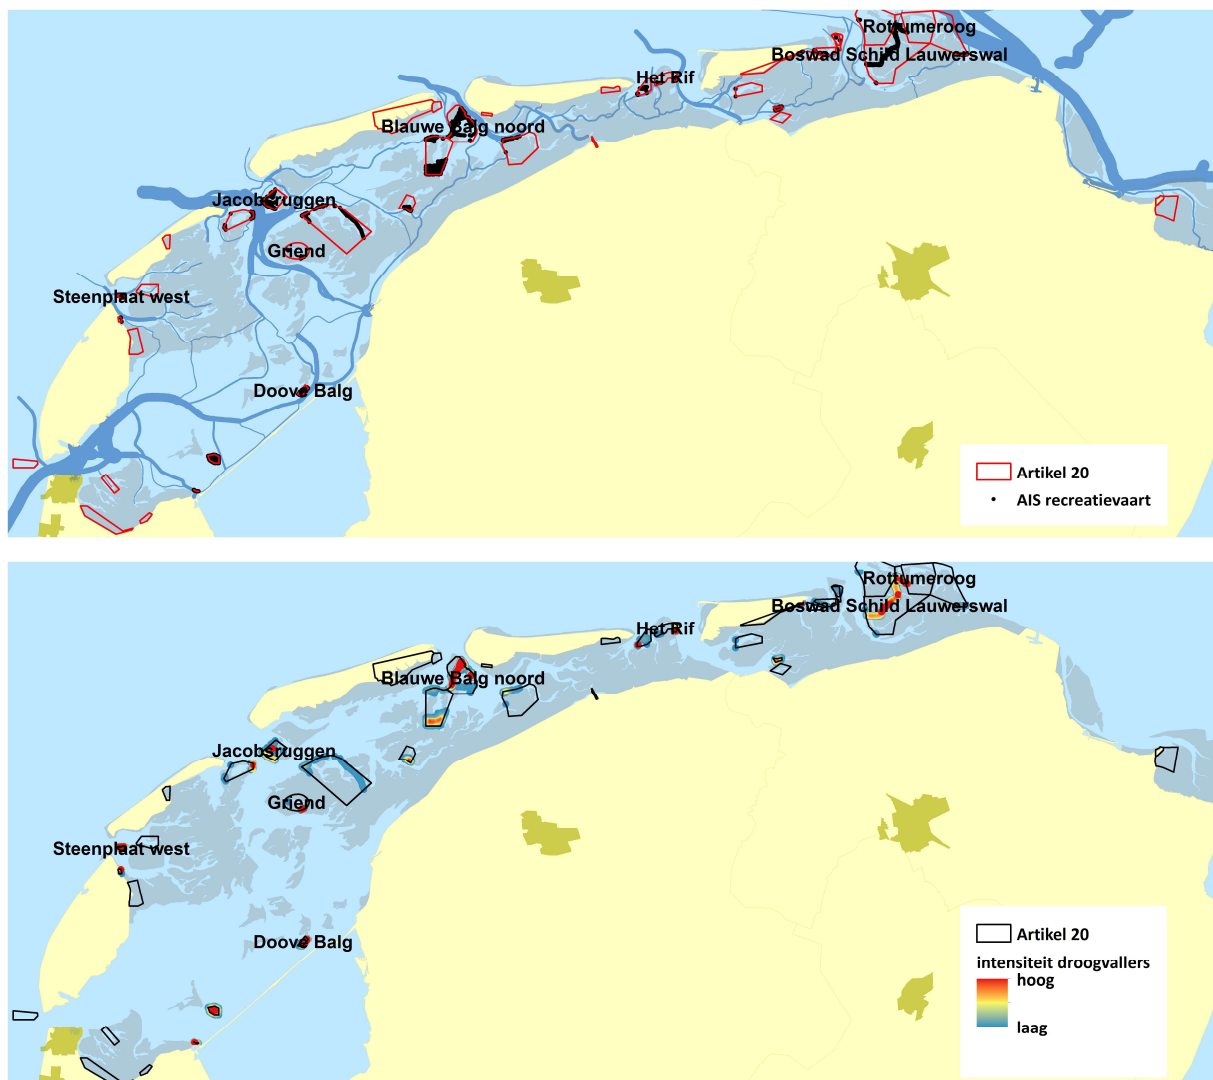 Rottumeroog
Boswad Schild Lauwerswal
Het Rif
Blauwe Balg noord
Jacobsruggen
Griend
Steenplaat west
Doove Balg
Artikel 20
AIS recreatievaart
Rottumeroog
Boswad Schild Lauwerswal
Het Rif
Blauwe Balg noord
Jacobsruggen
Griend
Steenplaat west
Doove Balg
Artikel 20
intensiteit droogvallers
hoog
laag